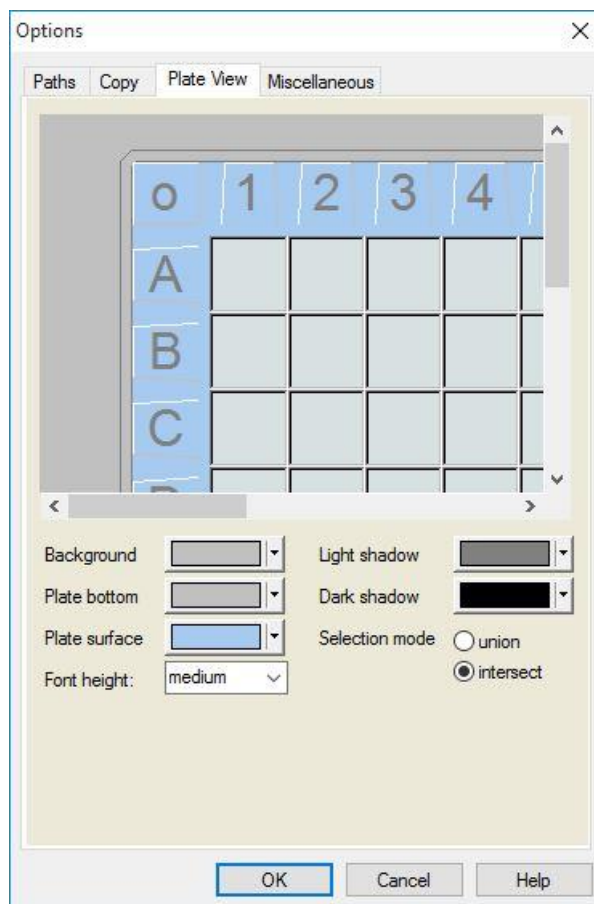 Options
Paths Copy Plate View Miscellaneous
o 1 2 3 4
A
B
C
Background Light shadow
Plate bottom Dark shadow
Plate surface Selection mode union
Font height: medium intersect
OK Cancel Help